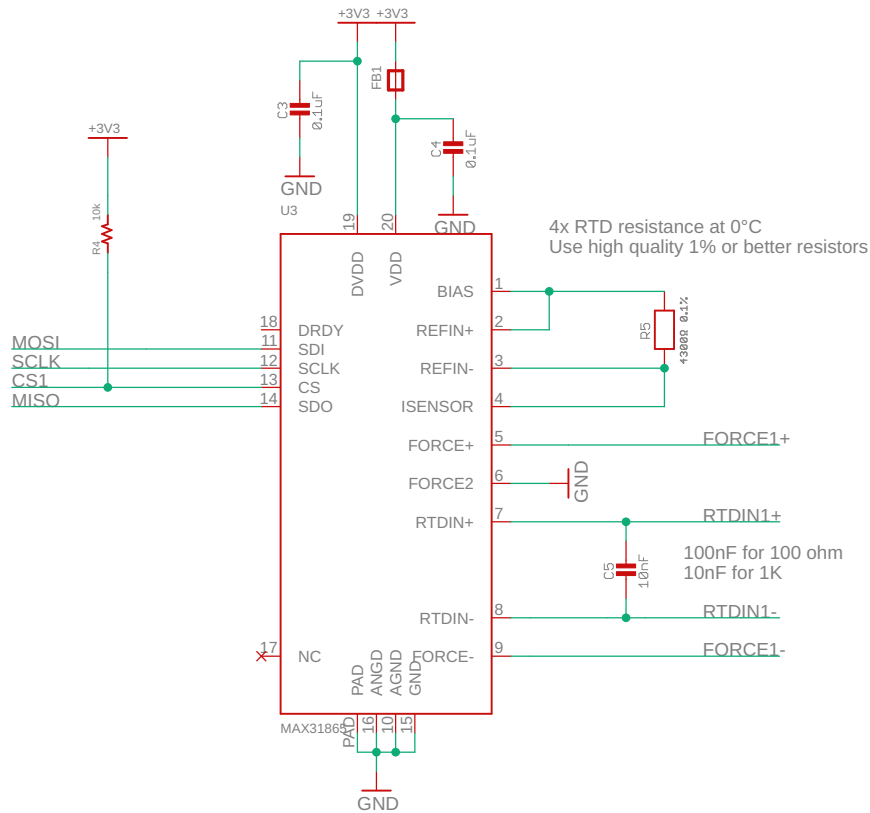 +3V3 +3V3
FB1
C3
0.1uF
C4
0.1uF
+3V3
GND
GND
U3
10k
R4
19
20
DVDD
VDD
4x RTD resistance at 0°C
Use high quality 1% or better resistors
BIAS 1
18 DRDY
REFIN+ 2
R5
4300Ω 0.1%
MOSI 11 SDI
SCLK 12 SCLK
REFIN- 3
CS1 13 CS
MISO 14 SDO
ISENSOR 4
FORCE+ 5 FORCE1+
FORCE2 6 GND
RTDIN+ 7 RTDIN1+
C5
10nF
100nF for 100 ohm
10nF for 1K
RTDIN- 8 RTDIN1-
17 NC
FORCE- 9 FORCE1-
PAD
ANGD
AGND
GND
MAX31865
PAD
16
10
15
GND